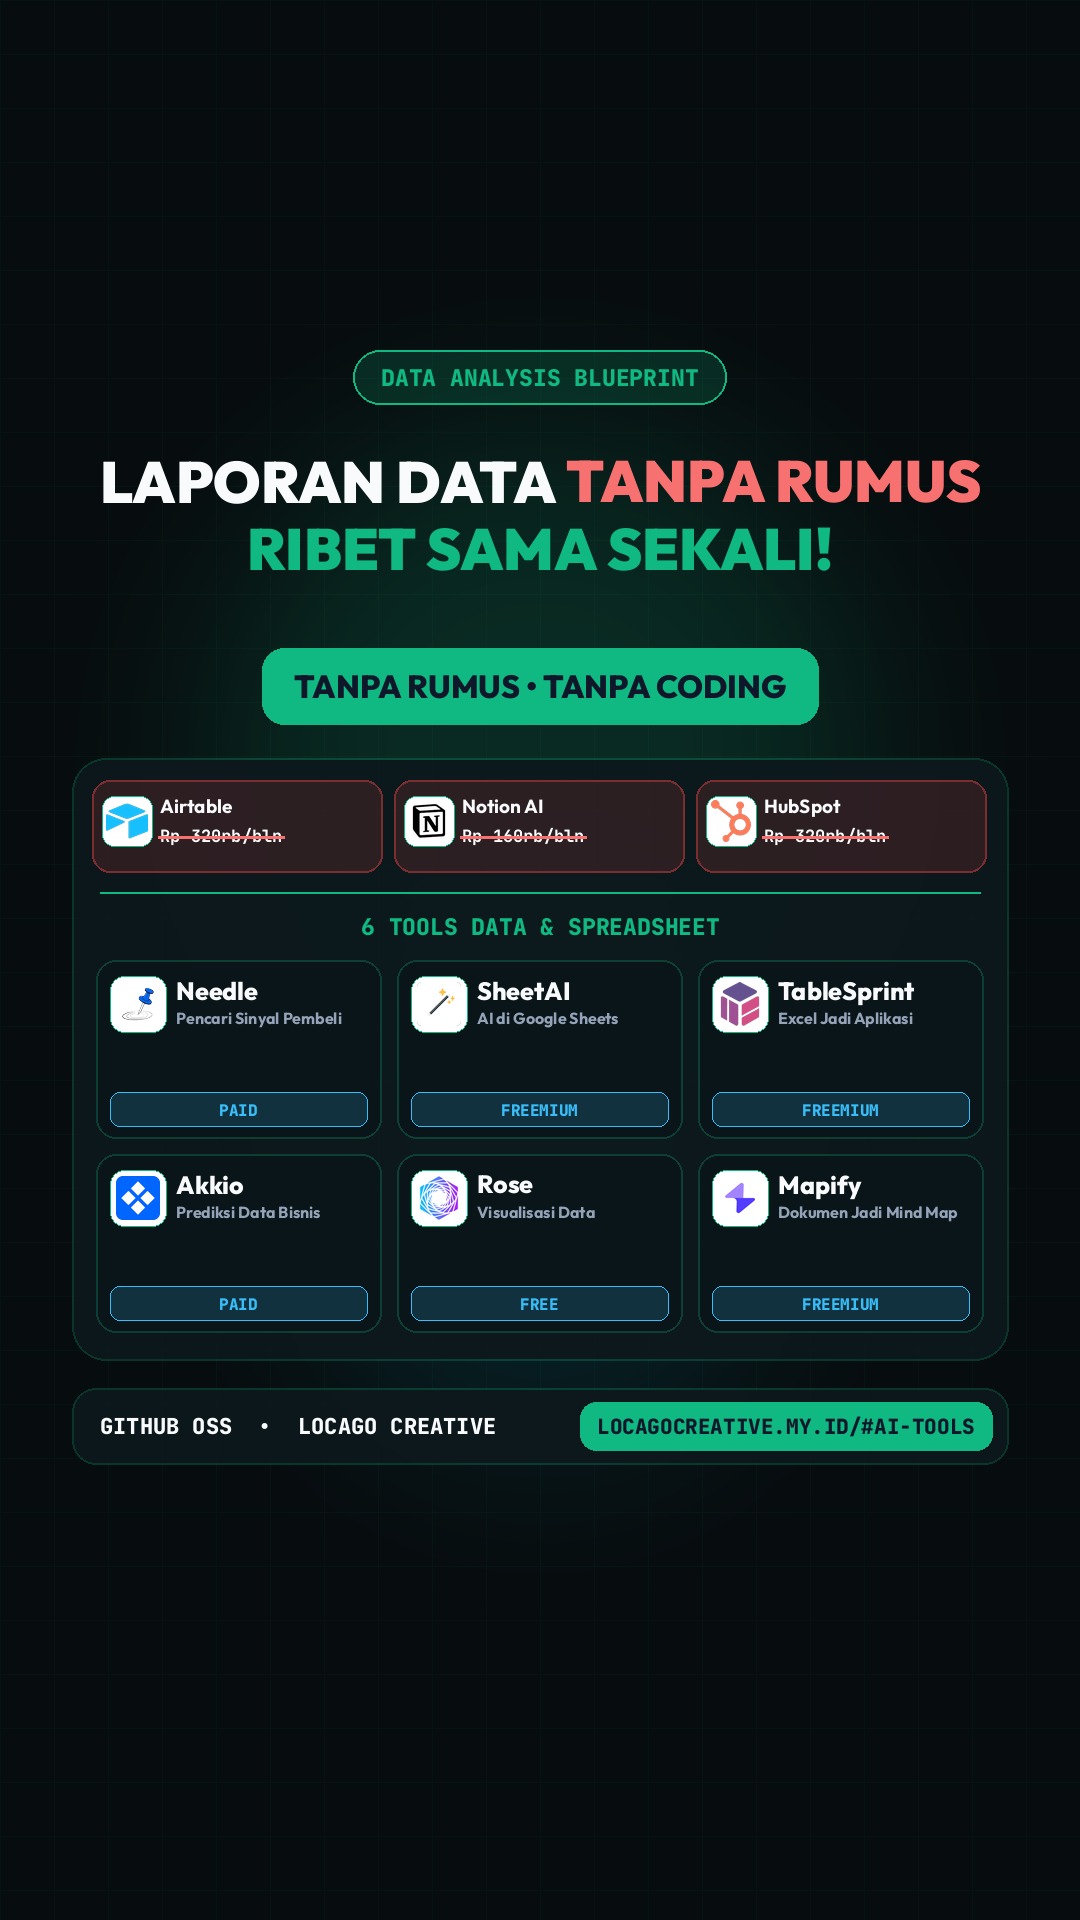 DATA ANALYSIS BLUEPRINT
LAPORAN DATA TANPA RUMUS
RIBET SAMA SEKALI!
TANPA RUMUS • TANPA CODING
Airtable
Rp 320rb/bln
Notion AI
Rp 160rb/bln
HubSpot
Rp 320rb/bln
6 TOOLS DATA & SPREADSHEET
Needle
Pencari Sinyal Pembeli
PAID
SheetAI
AI di Google Sheets
FREEMIUM
TableSprint
Excel Jadi Aplikasi
FREEMIUM
Akkio
Prediksi Data Bisnis
PAID
Rose
Visualisasi Data
FREE
Mapify
Dokumen Jadi Mind Map
FREEMIUM
GITHUB OSS • LOCAGO CREATIVE
LOCAGOCREATIVE.MY.ID/#AI-TOOLS